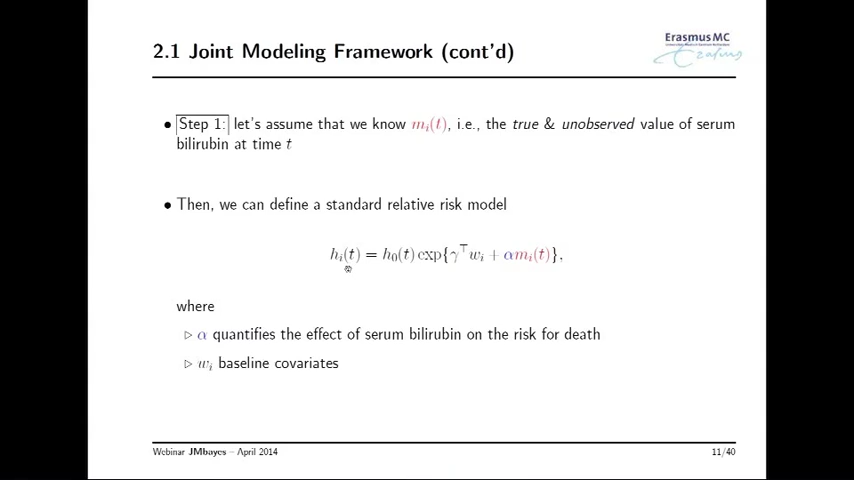 2.1 Joint Modeling Framework (cont'd)
Erasmus MC
Erasmus
• Step 1: let's assume that we know mᵢ(t), i.e., the true & unobserved value of serum
bilirubin at time t
• Then, we can define a standard relative risk model
hᵢ(t) = h₀(t) exp{γ⊤wᵢ + αmᵢ(t)},
where
▷ α quantifies the effect of serum bilirubin on the risk for death
▷ wᵢ baseline covariates
Webinar JMbayes – April 2014
11/40